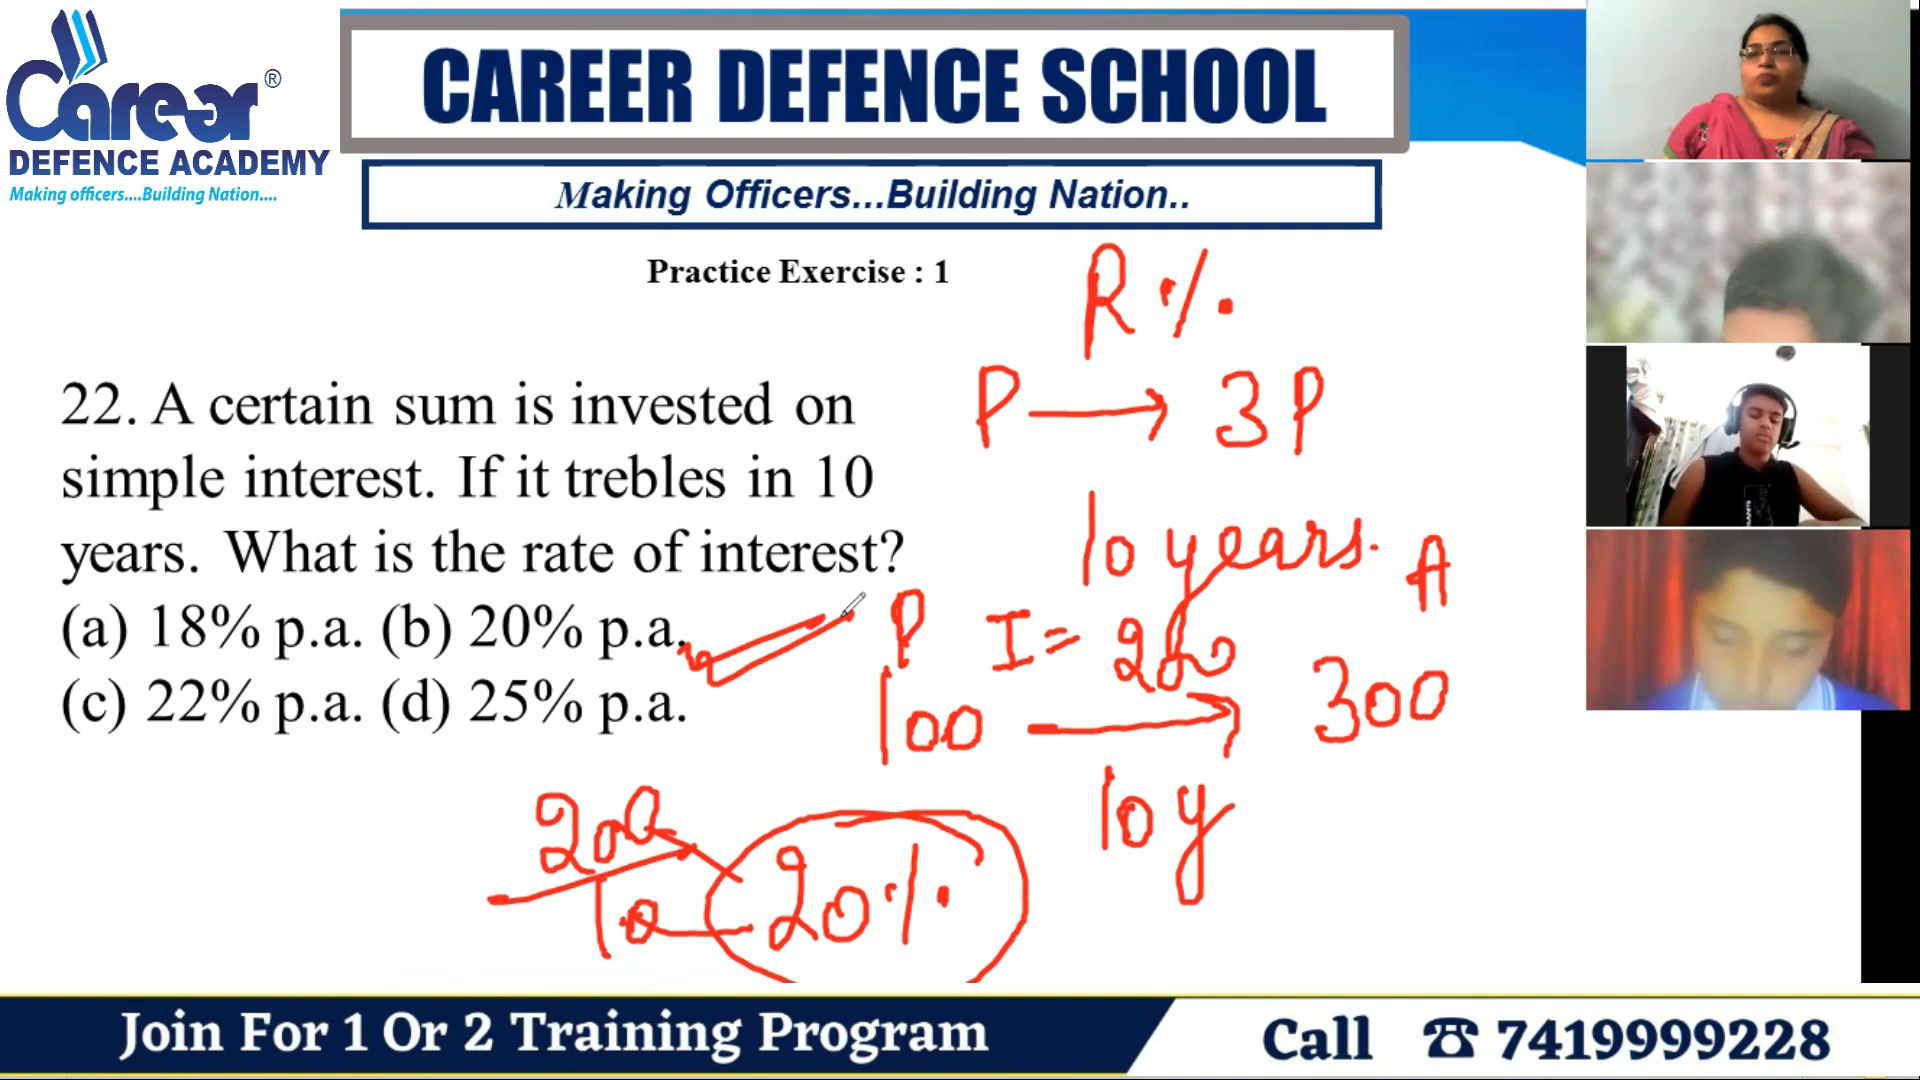 Career®
DEFENCE ACADEMY
Making officers....Building Nation....
CAREER DEFENCE SCHOOL
Making Officers...Building Nation..
Practice Exercise : 1
22. A certain sum is invested on
simple interest. If it trebles in 10
years. What is the rate of interest?
(a) 18% p.a. (b) 20% p.a.
(c) 22% p.a. (d) 25% p.a.
R %
P → 3P
10 years.
P I = 200 A
100 → 300
10 y
200
10
20%
Join For 1 Or 2 Training Program
Call ☎ 7419999228